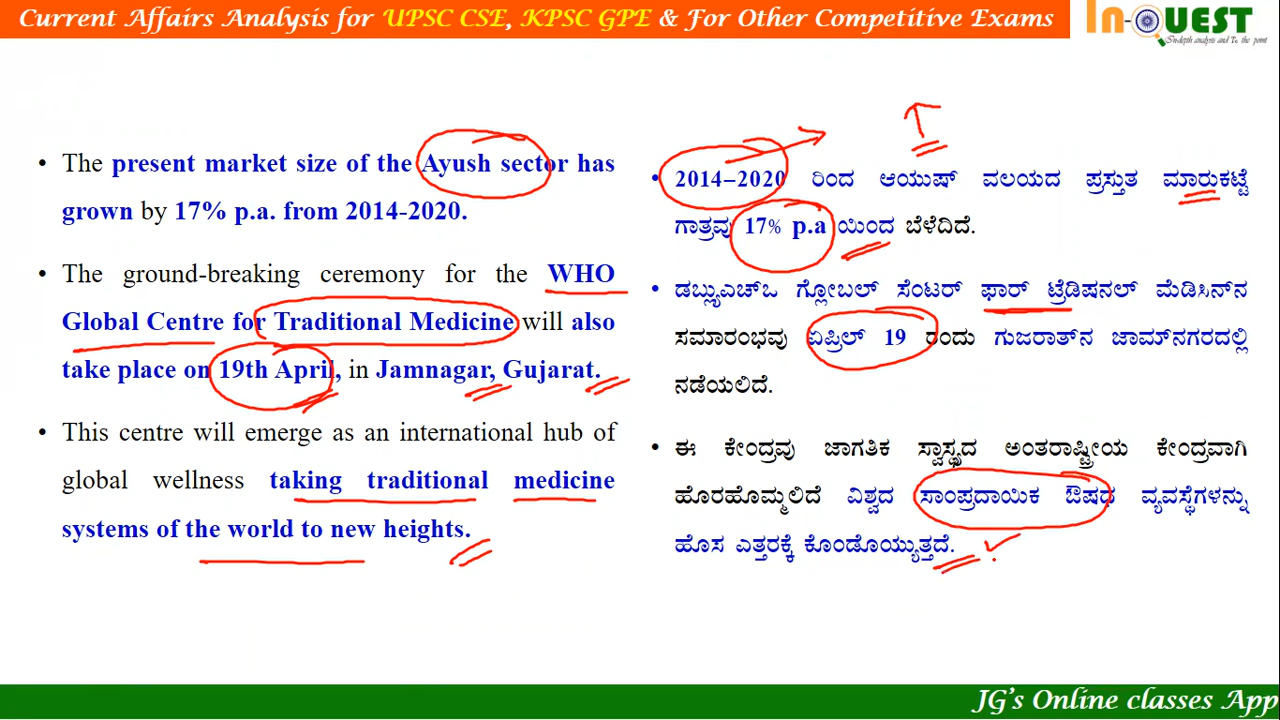 Current Affairs Analysis for UPSC CSE, KPSC GPE & For Other Competitive Exams
In-QUEST
In-depth analysis and To the point
• The present market size of the Ayush sector has
grown by 17% p.a. from 2014-2020.
• The ground-breaking ceremony for the WHO
Global Centre for Traditional Medicine will also
take place on 19th April, in Jamnagar, Gujarat.
• This centre will emerge as an international hub of
global wellness taking traditional medicine
systems of the world to new heights.
• 2014–2020 ರಿಂದ ಆಯುಷ್ ವಲಯದ ಪ್ರಸ್ತುತ ಮಾರುಕಟ್ಟೆ
ಗಾತ್ರವು 17% p.a ಯಿಂದ ಬೆಳೆದಿದೆ.
• ಡಬ್ಲ್ಯುಎಚ್ಒ ಗ್ಲೋಬಲ್ ಸೆಂಟರ್ ಫಾರ್ ಟ್ರೆಡಿಷನಲ್ ಮೆಡಿಸಿನ್‌ನ
ಸಮಾರಂಭವು ಏಪ್ರಿಲ್ 19 ರಂದು ಗುಜರಾತ್‌ನ ಜಾಮ್‌ನಗರದಲ್ಲಿ
ನಡೆಯಲಿದೆ.
• ಈ ಕೇಂದ್ರವು ಜಾಗತಿಕ ಸ್ವಾಸ್ಥ್ಯದ ಅಂತರಾಷ್ಟ್ರೀಯ ಕೇಂದ್ರವಾಗಿ
ಹೊರಹೊಮ್ಮಲಿದೆ ವಿಶ್ವದ ಸಾಂಪ್ರದಾಯಿಕ ಔಷಧ ವ್ಯವಸ್ಥೆಗಳನ್ನು
ಹೊಸ ಎತ್ತರಕ್ಕೆ ಕೊಂಡೊಯ್ಯುತ್ತದೆ.
JG's Online classes App